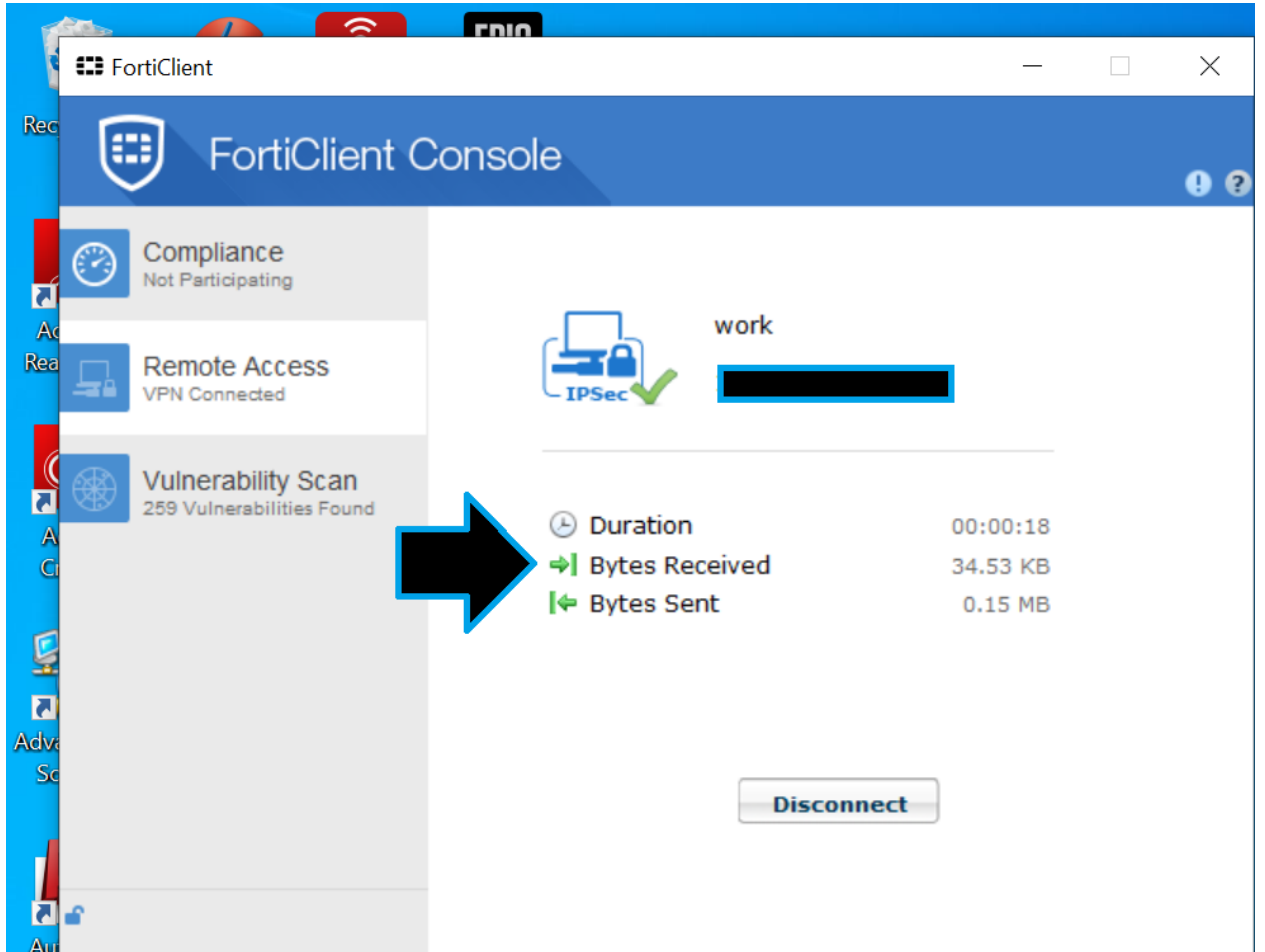 EPIC
FortiClient
FortiClient Console
Compliance
Not Participating
work
Remote Access
VPN Connected
IPSec
Vulnerability Scan
259 Vulnerabilities Found
Duration 00:00:18
Bytes Received 34.53 KB
Bytes Sent 0.15 MB
Disconnect